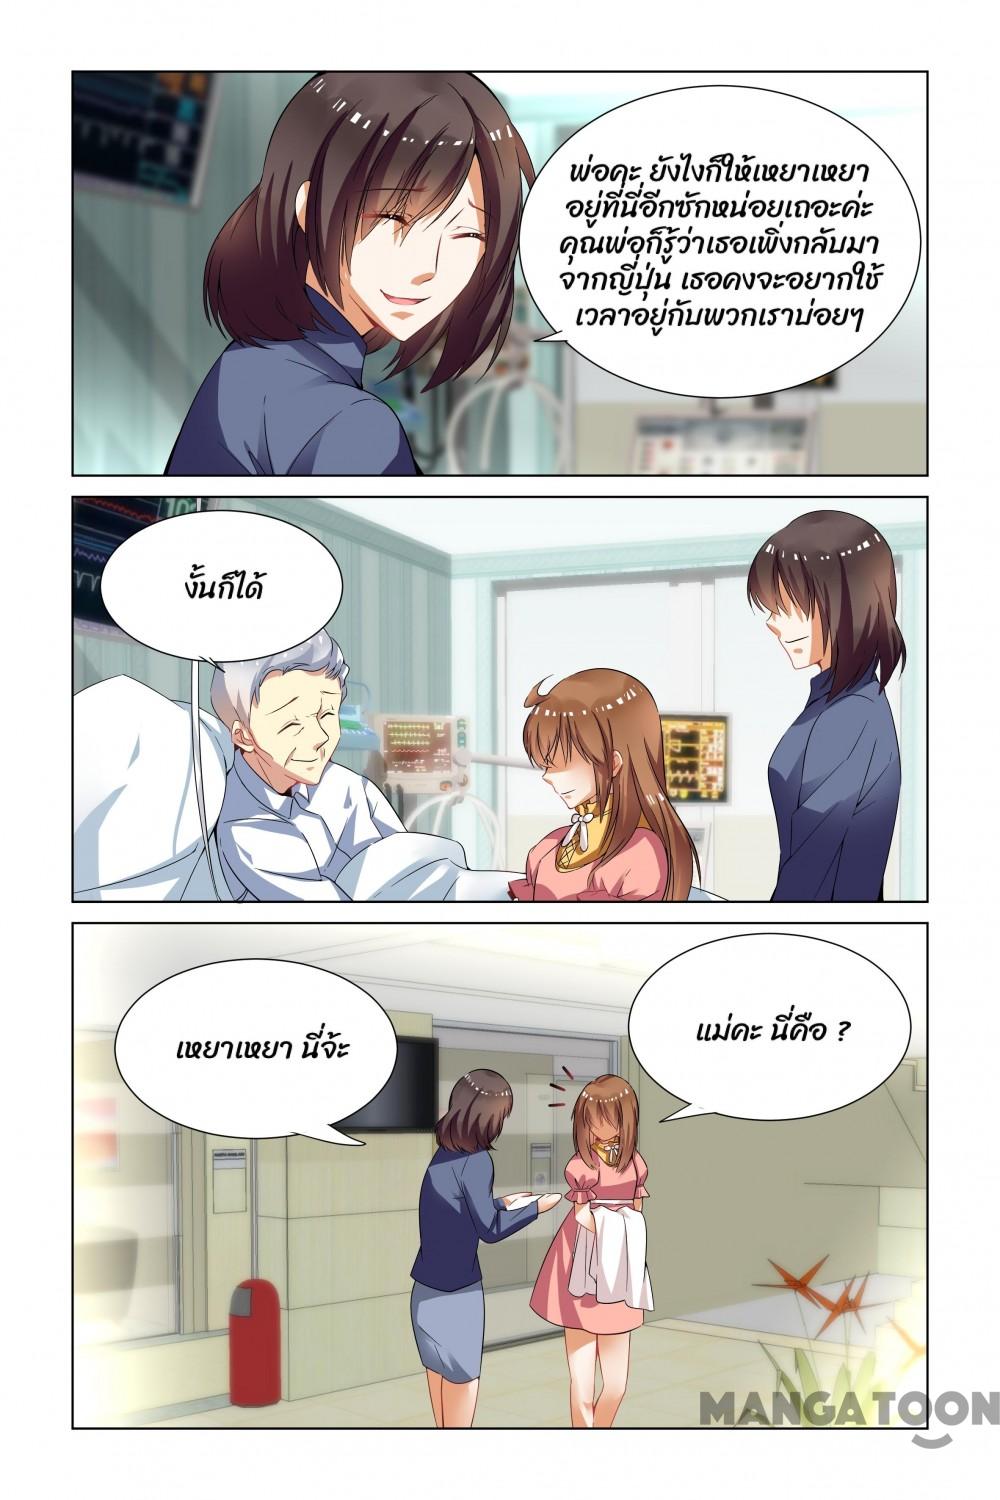 พ่อคะ ยังไงก็ให้เหยาเหยา
อยู่ที่นี่อีกซักหน่อยเถอะค่ะ
คุณพ่อก็รู้ว่าเธอเพิ่งกลับมา
จากญี่ปุ่น เธอคงจะอยากใช้
เวลาอยู่กับพวกเราบ่อยๆ
งั้นก็ได้
เหยาเหยา นี่จ้ะ
แม่คะ นี่คือ ?
MANGATOON